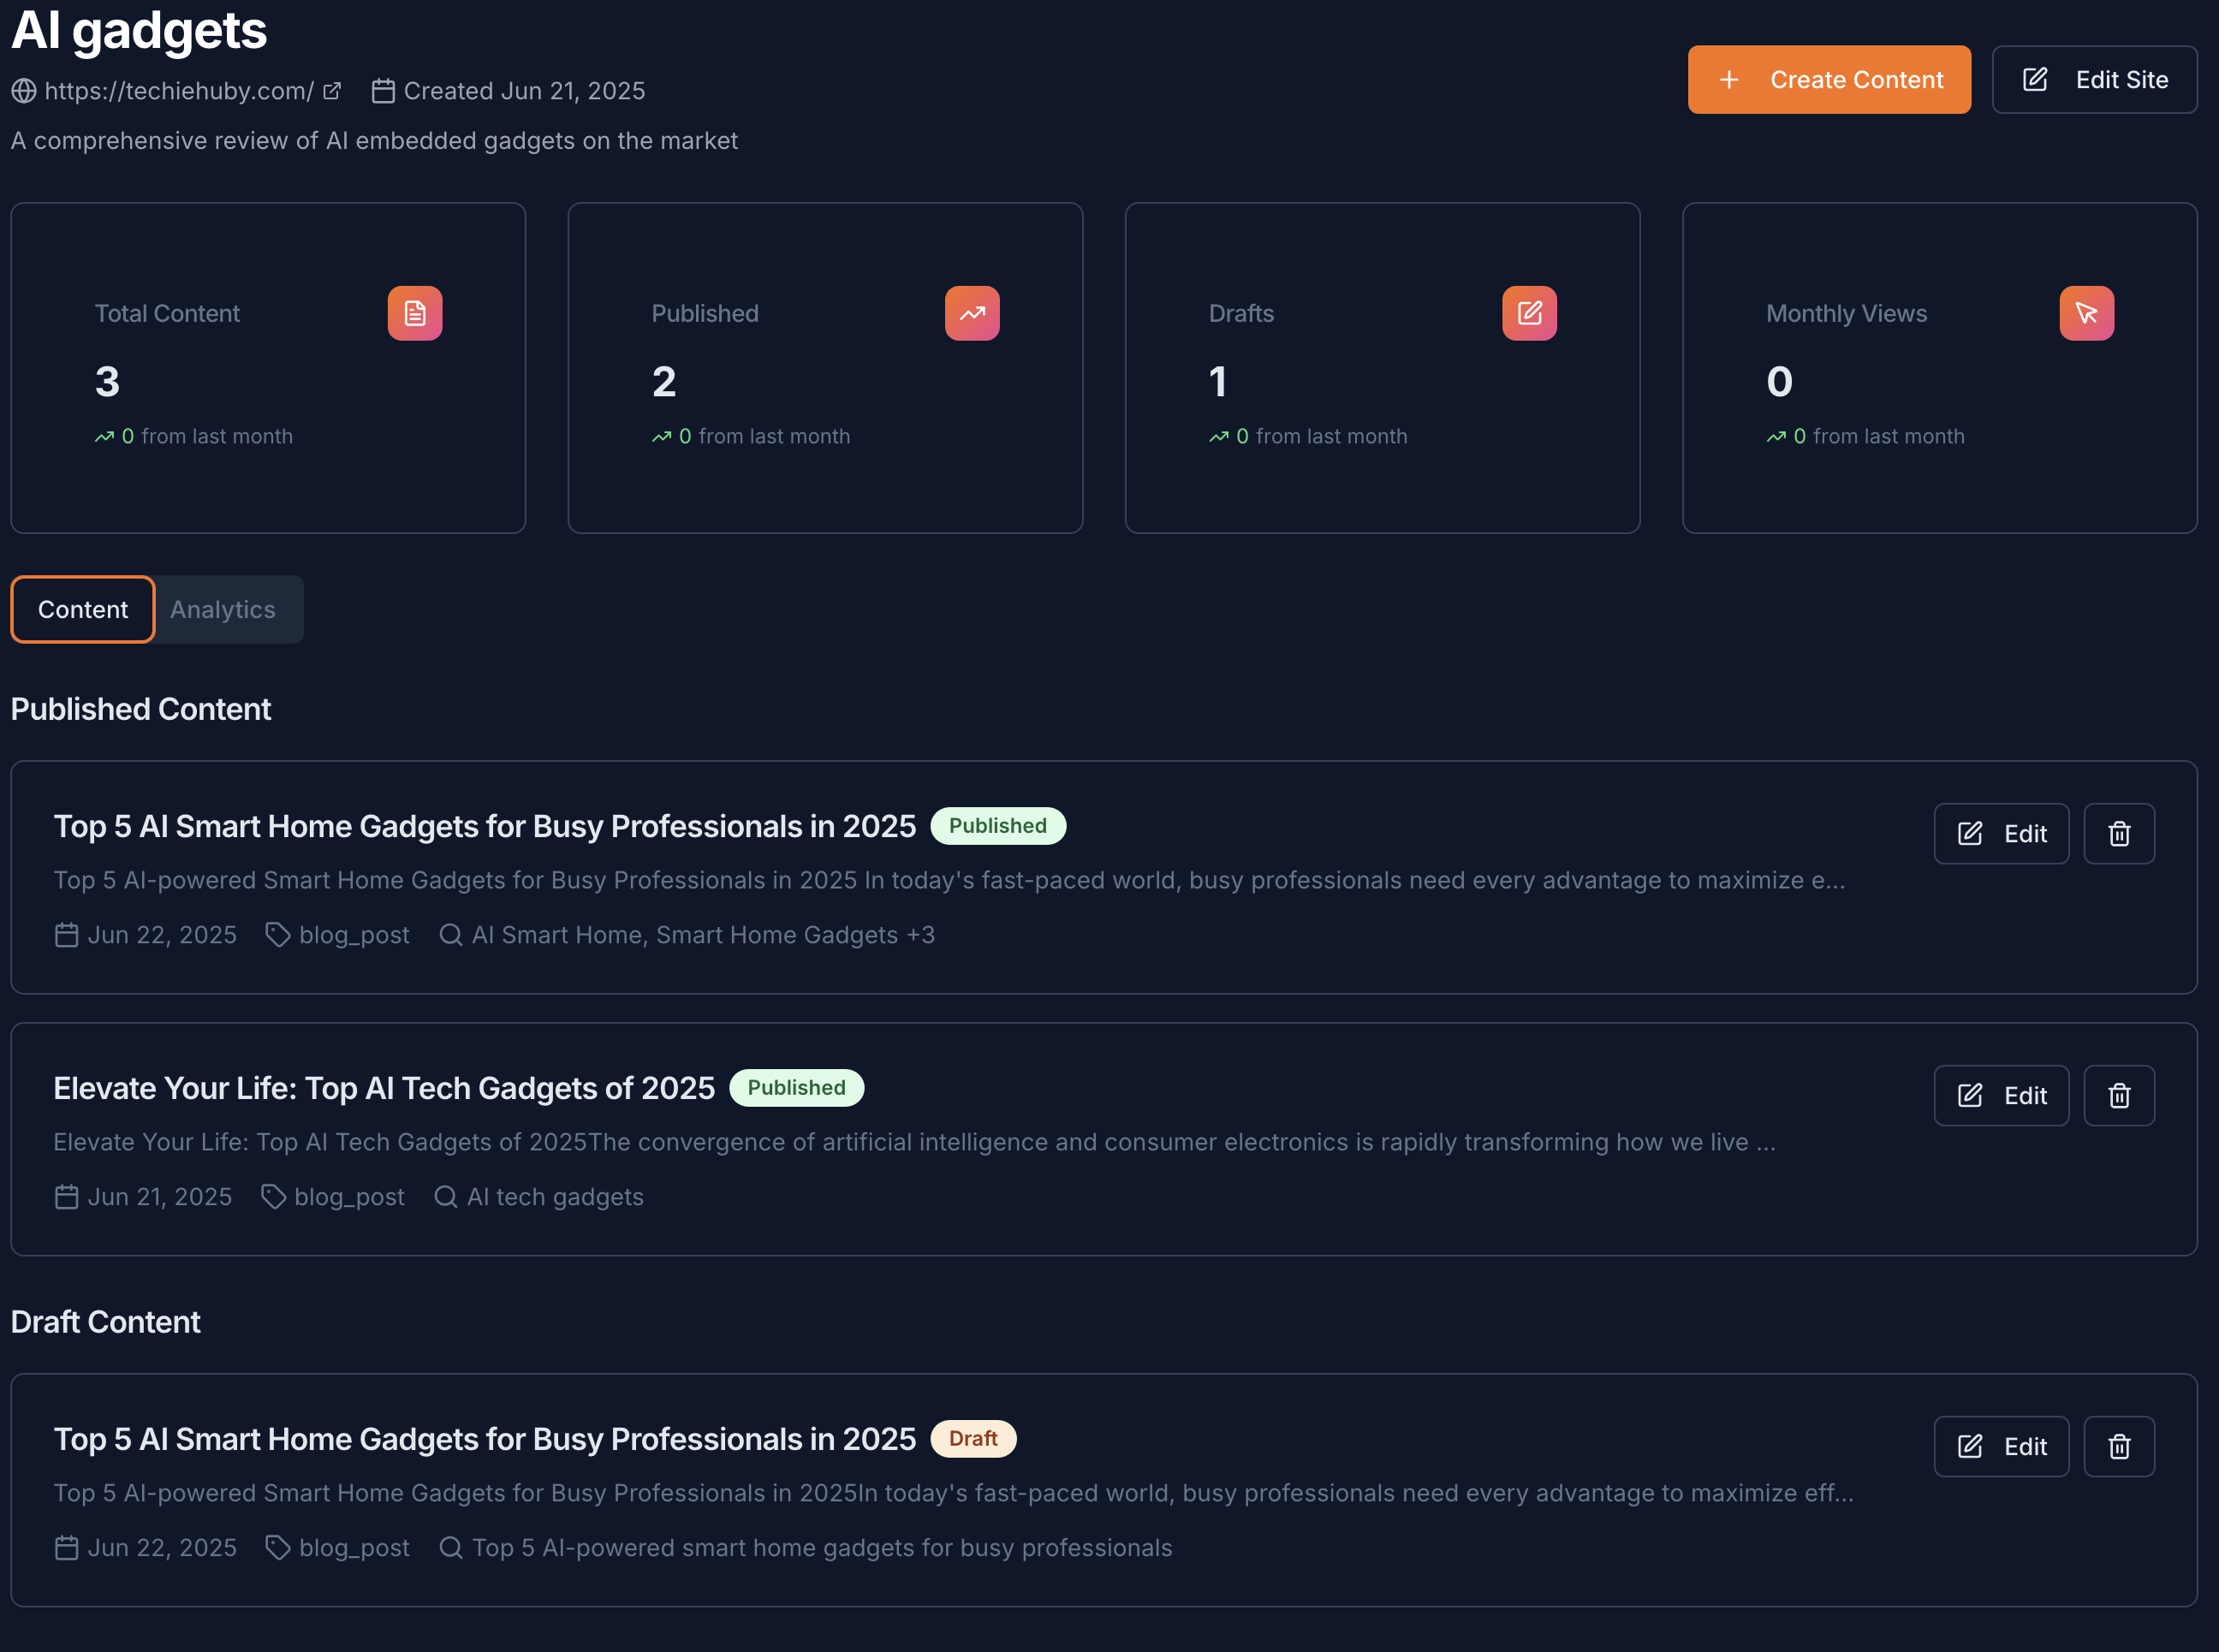 AI gadgets
https://techiehuby.com/ Created Jun 21, 2025
A comprehensive review of AI embedded gadgets on the market
Create Content
Edit Site
Total Content
3
0 from last month
Published
2
0 from last month
Drafts
1
0 from last month
Monthly Views
0
0 from last month
Content
Analytics
Published Content
Top 5 AI Smart Home Gadgets for Busy Professionals in 2025 Published
Top 5 AI-powered Smart Home Gadgets for Busy Professionals in 2025 In today's fast-paced world, busy professionals need every advantage to maximize e...
Jun 22, 2025 blog_post AI Smart Home, Smart Home Gadgets +3
Edit
Elevate Your Life: Top AI Tech Gadgets of 2025 Published
Elevate Your Life: Top AI Tech Gadgets of 2025The convergence of artificial intelligence and consumer electronics is rapidly transforming how we live ...
Jun 21, 2025 blog_post AI tech gadgets
Edit
Draft Content
Top 5 AI Smart Home Gadgets for Busy Professionals in 2025 Draft
Top 5 AI-powered Smart Home Gadgets for Busy Professionals in 2025In today's fast-paced world, busy professionals need every advantage to maximize eff...
Jun 22, 2025 blog_post Top 5 AI-powered smart home gadgets for busy professionals
Edit